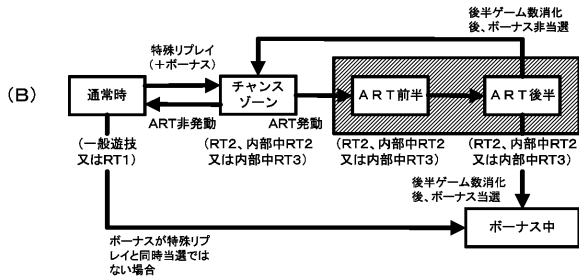 後半ゲーム数消化
後、ボーナス非当選
特殊リプレイ
(+ボーナス)
(B)
通常時
チャンス
ゾーン
ART前半
ART後半
ART非発動
ART発動
(一般遊技
又はRT1)
(RT2、内部中RT2
又は内部中RT3)
(RT2、内部中RT2
又は内部中RT3)
(RT2、内部中RT2
又は内部中RT3)
後半ゲーム数消化
後、ボーナス当選
ボーナス中
ボーナスが特殊リプ
レイと同時当選では
ない場合